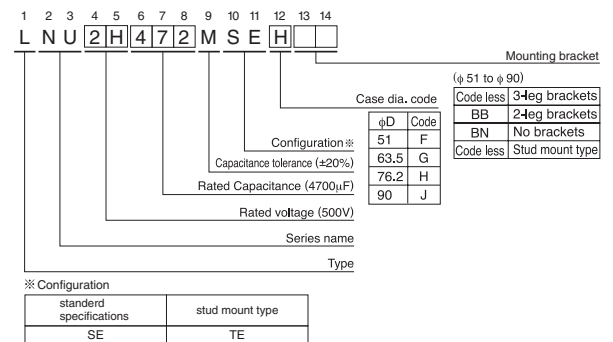 1 2 3 4 5 6 7 8 9 10 11 12 13 14
L N U 2 H 4 7 2 M S E H
Mounting bracket
(φ 51 to φ 90)
Code less 3-leg brackets
BB 2-leg brackets
BN No brackets
Code less Stud mount type
Case dia. code
φD Code
51 F
63.5 G
76.2 H
90 J
Configuration※
Capacitance tolerance (±20%)
Rated Capacitance (4700μF)
Rated voltage (500V)
Series name
Type
※ Configuration
standerd specifications stud mount type
SE TE